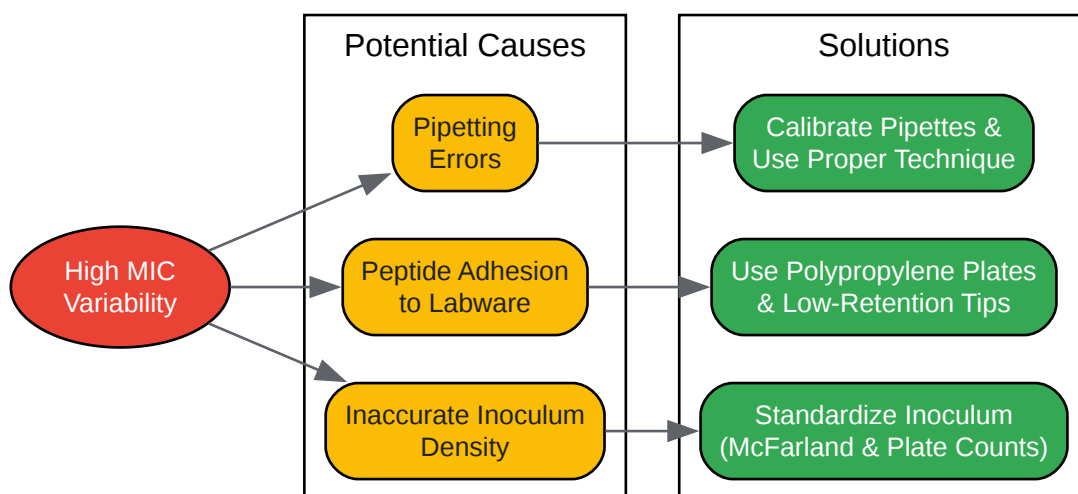 Potential Causes
Solutions
High MIC
Variability
Pipetting
Errors
Calibrate Pipettes &
Use Proper Technique
Peptide Adhesion
to Labware
Use Polypropylene Plates
& Low-Retention Tips
Inaccurate Inoculum
Density
Standardize Inoculum
(McFarland & Plate Counts)